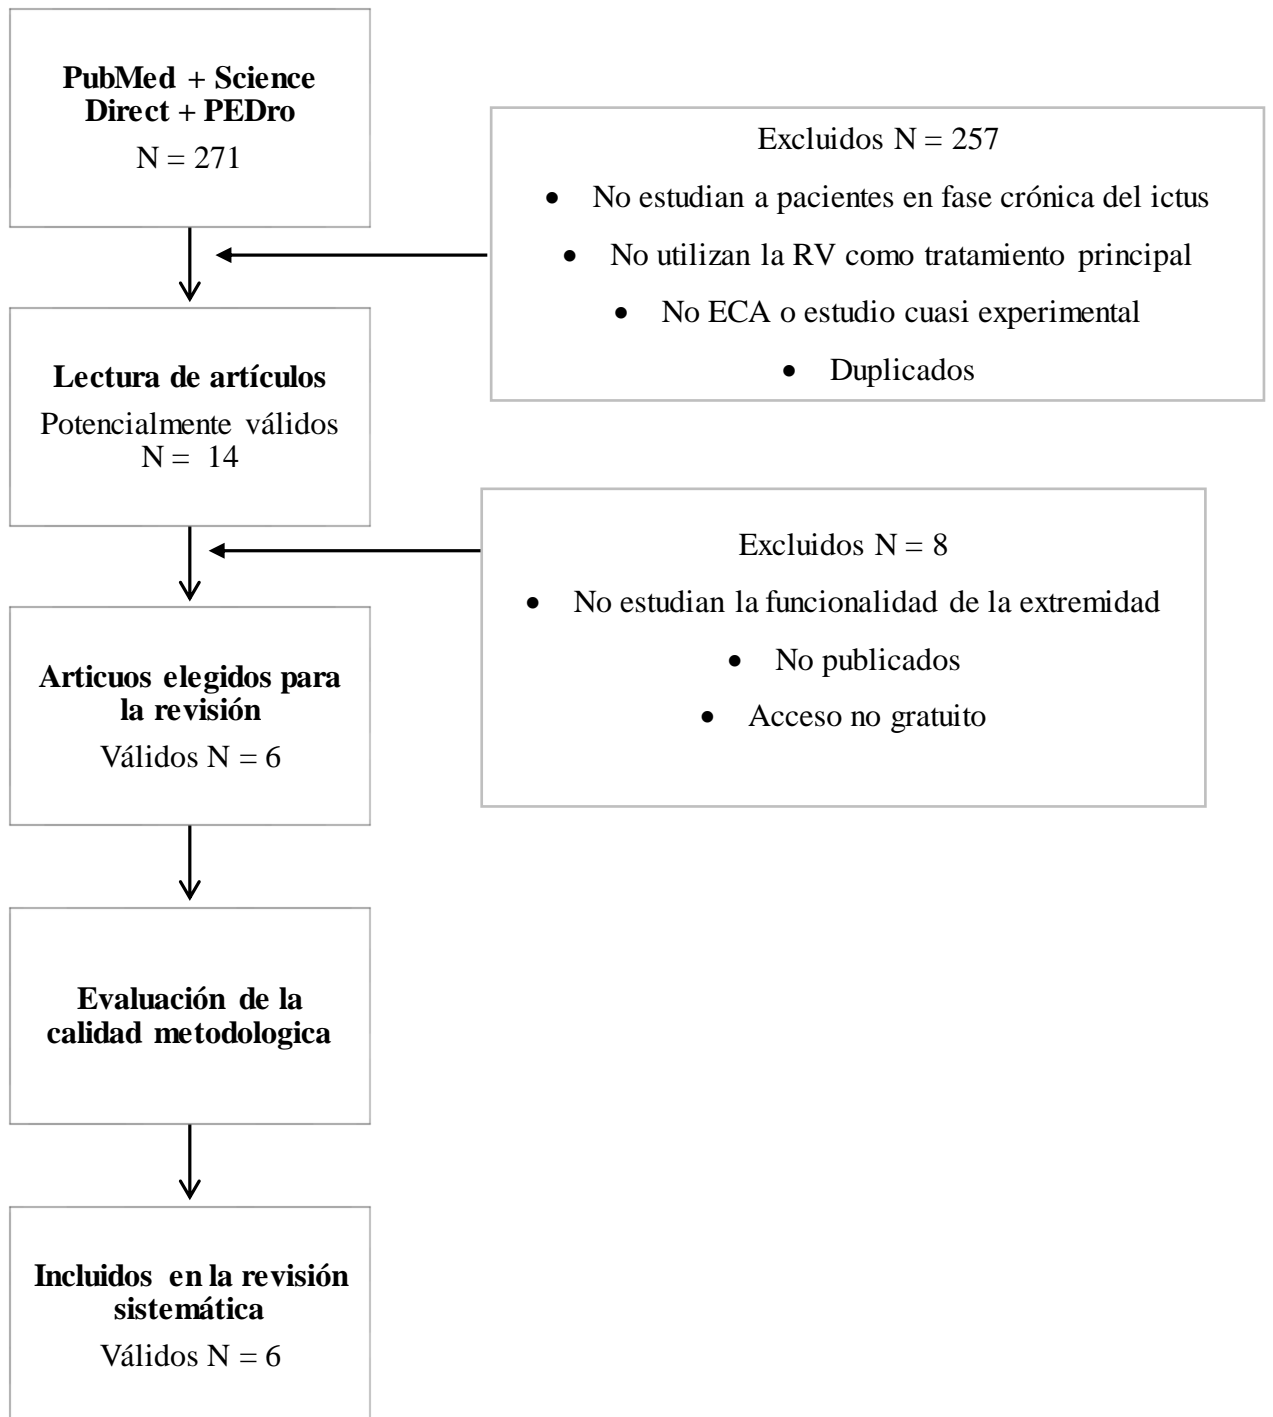 PubMed + Science
Direct + PEDro
N = 271
Excluidos N = 257
• No estudian a pacientes en fase crónica del ictus
• No utilizan la RV como tratamiento principal
• No ECA o estudio cuasi experimental
• Duplicados
Lectura de artículos
Potencialmente válidos
N = 14
Excluidos N = 8
• No estudian la funcionalidad de la extremidad
• No publicados
• Acceso no gratuito
Articuos elegidos para
la revisión
Válidos N = 6
Evaluación de la
calidad metodologica
Incluidos en la revisión
sistemática
Válidos N = 6